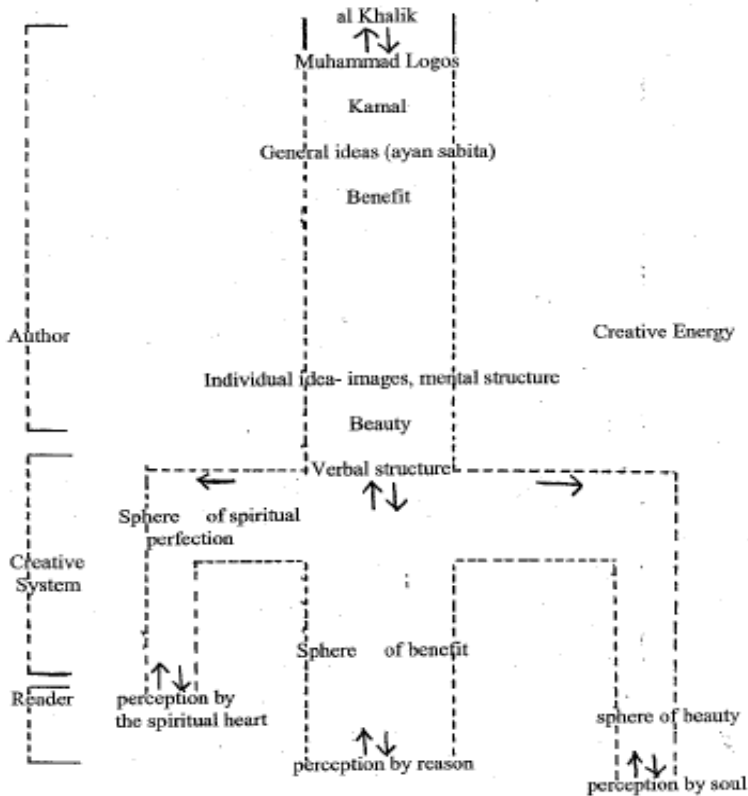 al Khalik
Muhammad Logos
Kamal
General ideas (ayan sabita)
Benefit
Author
Creative Energy
Individual idea- images, mental structure
Beauty
Verbal structure
Sphere of spiritual
perfection
Creative
System
Sphere of benefit
Reader
perception by
the spiritual heart
sphere of beauty
perception by reason
perception by soul